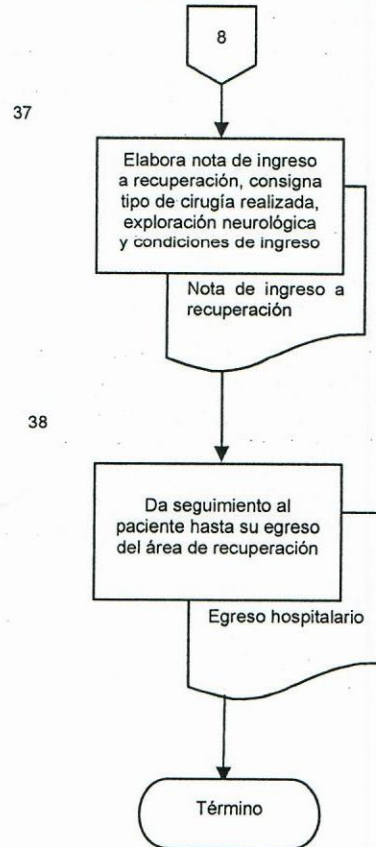 8
37
Elabora nota de ingreso
a recuperación, consigna
tipo de cirugía realizada,
exploración neurológica
y condiciones de ingreso
Nota de ingreso a
recuperación
38
Da seguimiento al
paciente hasta su egreso
del área de recuperación
Egreso hospitalario
Término